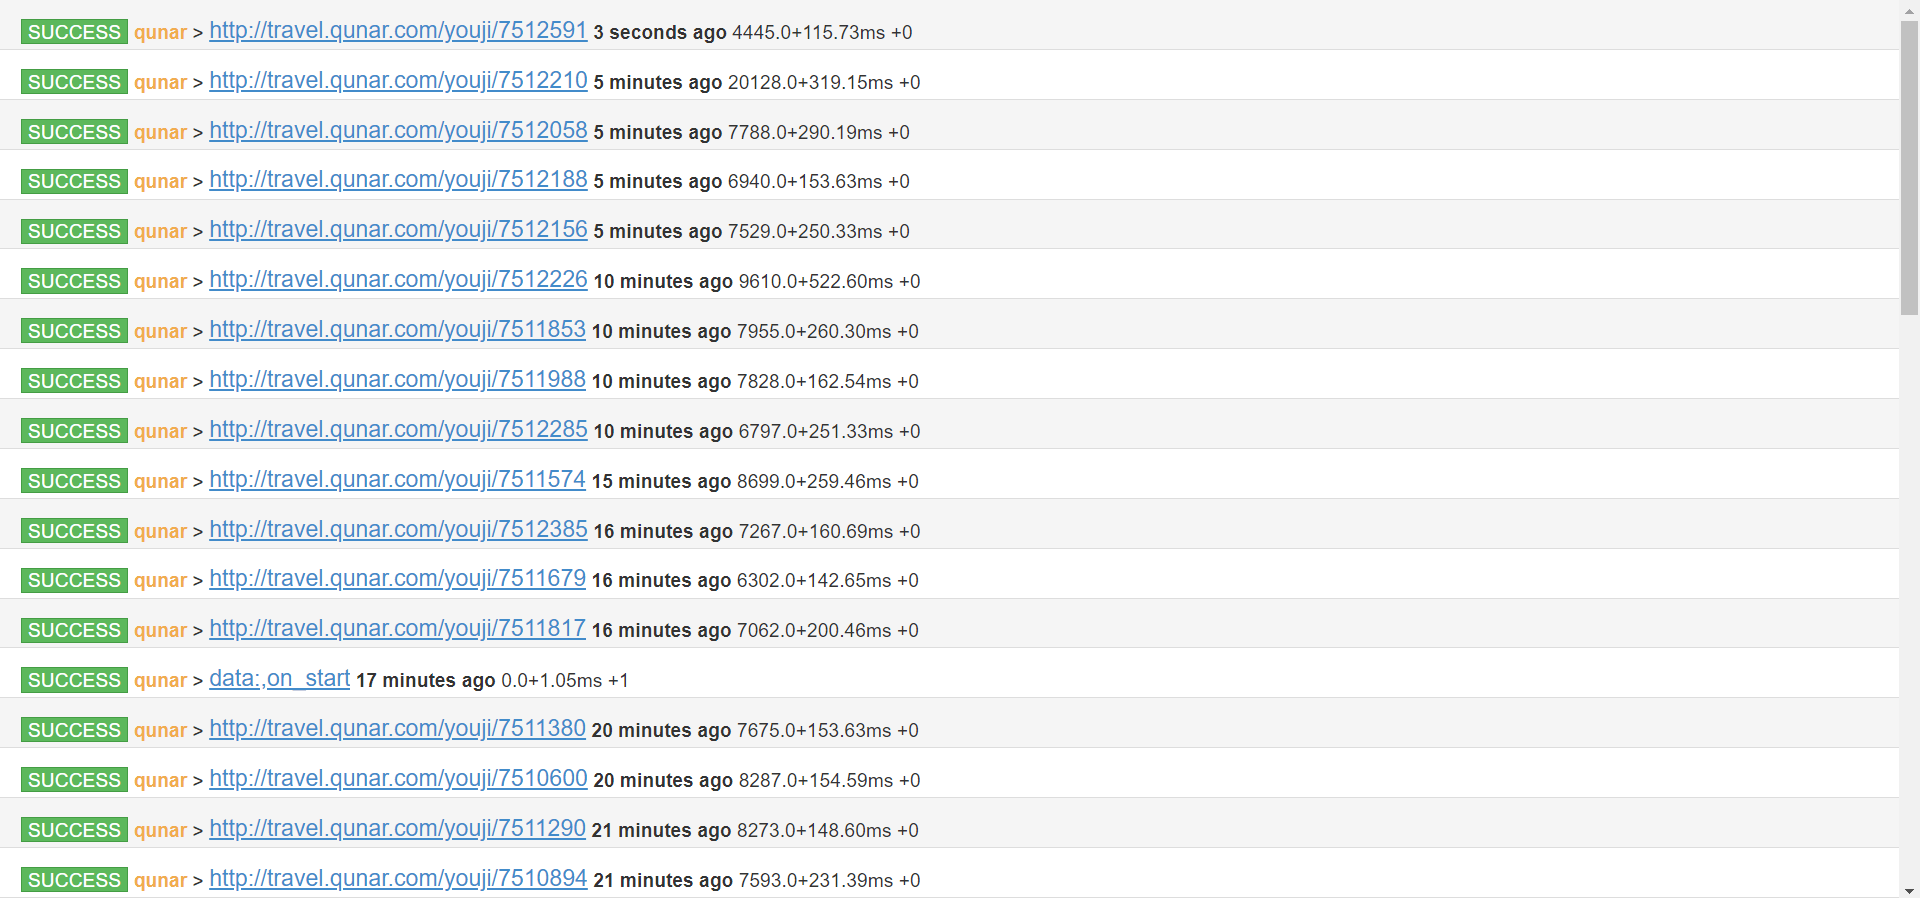 SUCCESS qunar > http://travel.qunar.com/youji/7512591 3 seconds ago 4445.0+115.73ms +0
SUCCESS qunar > http://travel.qunar.com/youji/7512210 5 minutes ago 20128.0+319.15ms +0
SUCCESS qunar > http://travel.qunar.com/youji/7512058 5 minutes ago 7788.0+290.19ms +0
SUCCESS qunar > http://travel.qunar.com/youji/7512188 5 minutes ago 6940.0+153.63ms +0
SUCCESS qunar > http://travel.qunar.com/youji/7512156 5 minutes ago 7529.0+250.33ms +0
SUCCESS qunar > http://travel.qunar.com/youji/7512226 10 minutes ago 9610.0+522.60ms +0
SUCCESS qunar > http://travel.qunar.com/youji/7511853 10 minutes ago 7955.0+260.30ms +0
SUCCESS qunar > http://travel.qunar.com/youji/7511988 10 minutes ago 7828.0+162.54ms +0
SUCCESS qunar > http://travel.qunar.com/youji/7512285 10 minutes ago 6797.0+251.33ms +0
SUCCESS qunar > http://travel.qunar.com/youji/7511574 15 minutes ago 8699.0+259.46ms +0
SUCCESS qunar > http://travel.qunar.com/youji/7512385 16 minutes ago 7267.0+160.69ms +0
SUCCESS qunar > http://travel.qunar.com/youji/7511679 16 minutes ago 6302.0+142.65ms +0
SUCCESS qunar > http://travel.qunar.com/youji/7511817 16 minutes ago 7062.0+200.46ms +0
SUCCESS qunar > data:,on_start 17 minutes ago 0.0+1.05ms +1
SUCCESS qunar > http://travel.qunar.com/youji/7511380 20 minutes ago 7675.0+153.63ms +0
SUCCESS qunar > http://travel.qunar.com/youji/7510600 20 minutes ago 8287.0+154.59ms +0
SUCCESS qunar > http://travel.qunar.com/youji/7511290 21 minutes ago 8273.0+148.60ms +0
SUCCESS qunar > http://travel.qunar.com/youji/7510894 21 minutes ago 7593.0+231.39ms +0